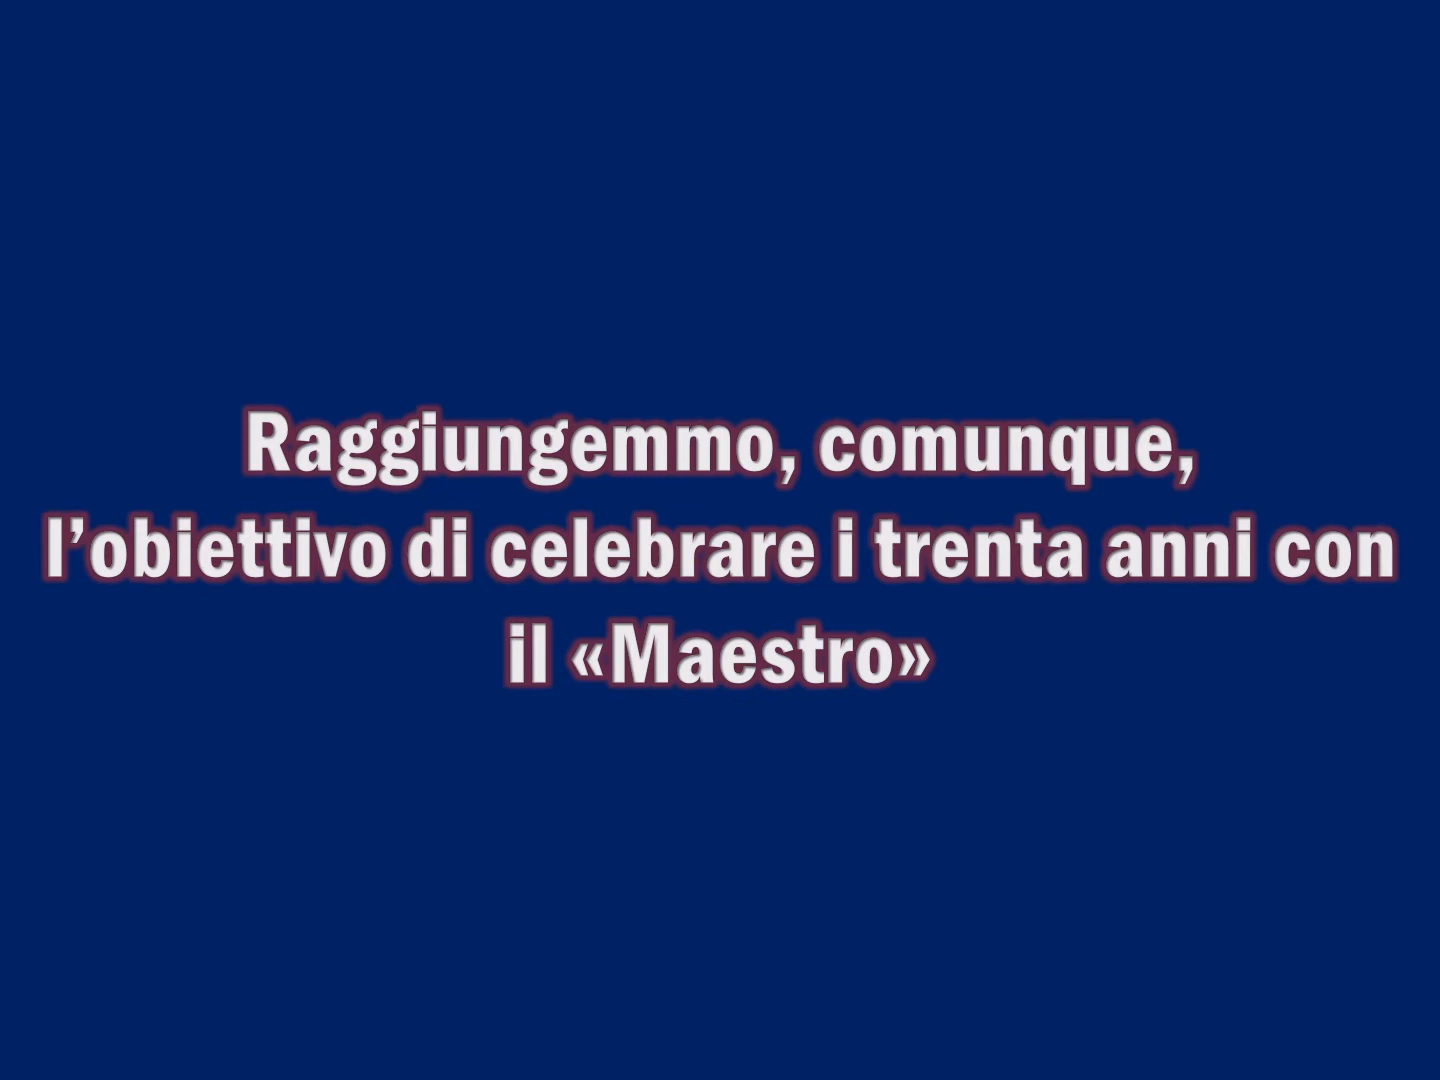 Raggiungemmo, comunque,
l’obiettivo di celebrare i trenta anni con
il «Maestro»